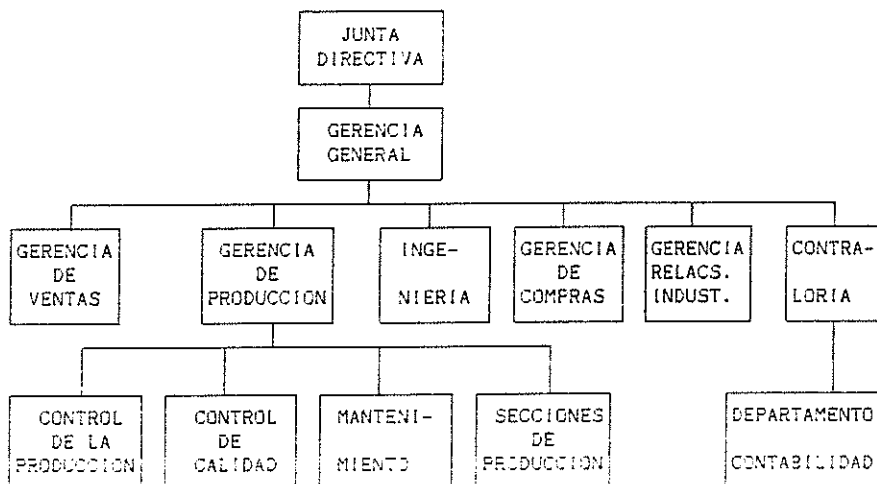 JUNTA
DIRECTIVA
GERENCIA
GENERAL
GERENCIA
DE
VENTAS
GERENCIA
DE
PRODUCCION
INGE-
NIERIA
GERENCIA
DE
COMPRAS
GERENCIA
RELACS.
INDUST.
CONTRA-
LORIA
CONTROL
DE LA
PRODUCCION
CONTROL
DE
CALIDAD
MANTENI-
MIENTO
SECCIONES
DE
PRODUCCION
DEPARTAMENTO
CONTABILIDAD